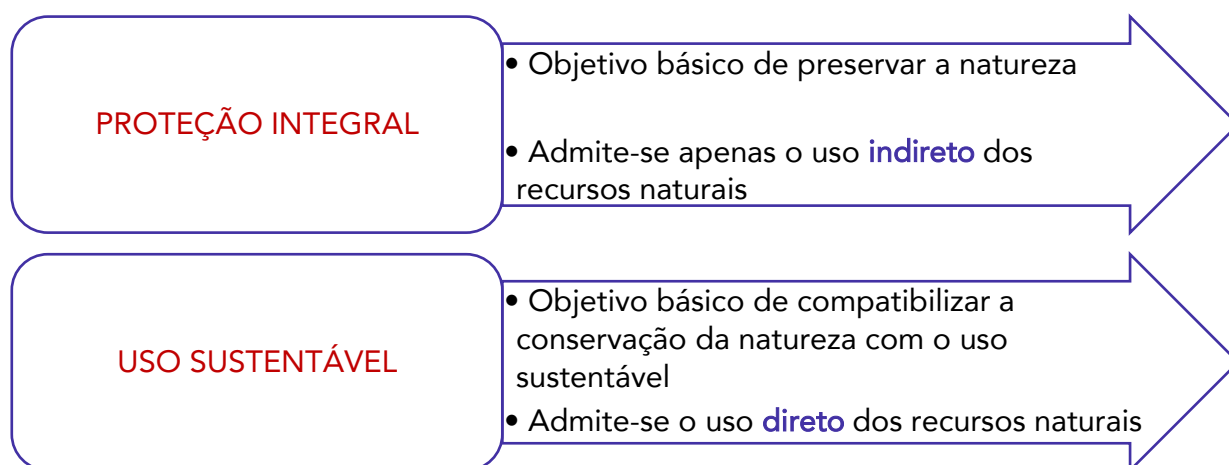 PROTEÇÃO INTEGRAL
• Objetivo básico de preservar a natureza
• Admite-se apenas o uso indireto dos
recursos naturais
USO SUSTENTÁVEL
• Objetivo básico de compatibilizar a
conservação da natureza com o uso
sustentável
• Admite-se o uso direto dos recursos naturais